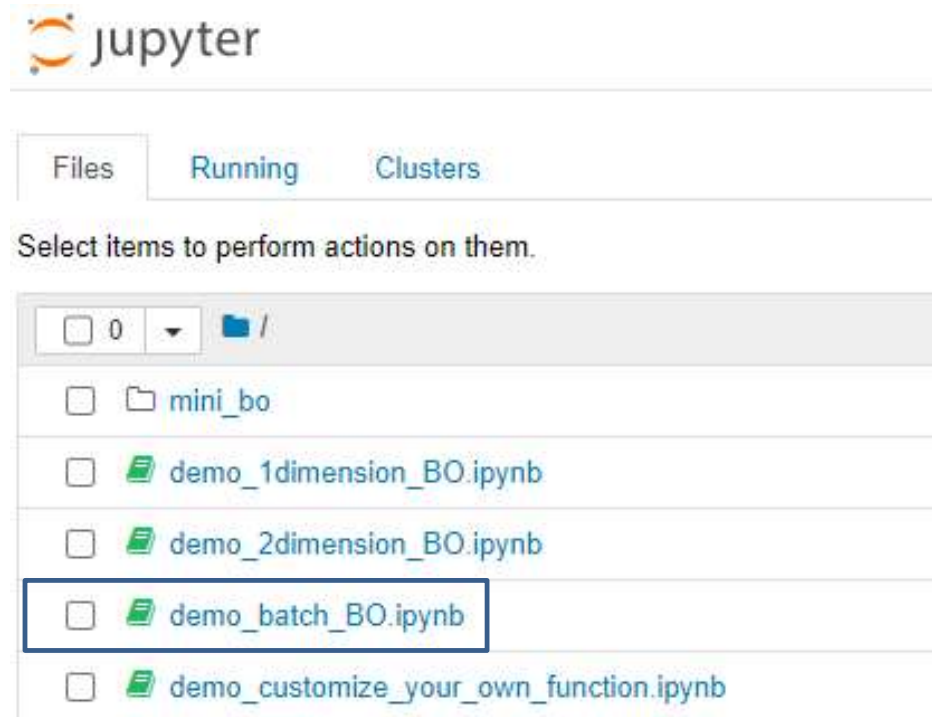 jupyter
Files Running Clusters
Select items to perform actions on them.
0 /
mini_bo
demo_1dimension_BO.ipynb
demo_2dimension_BO.ipynb
demo_batch_BO.ipynb
demo_customize_your_own_function.ipynb